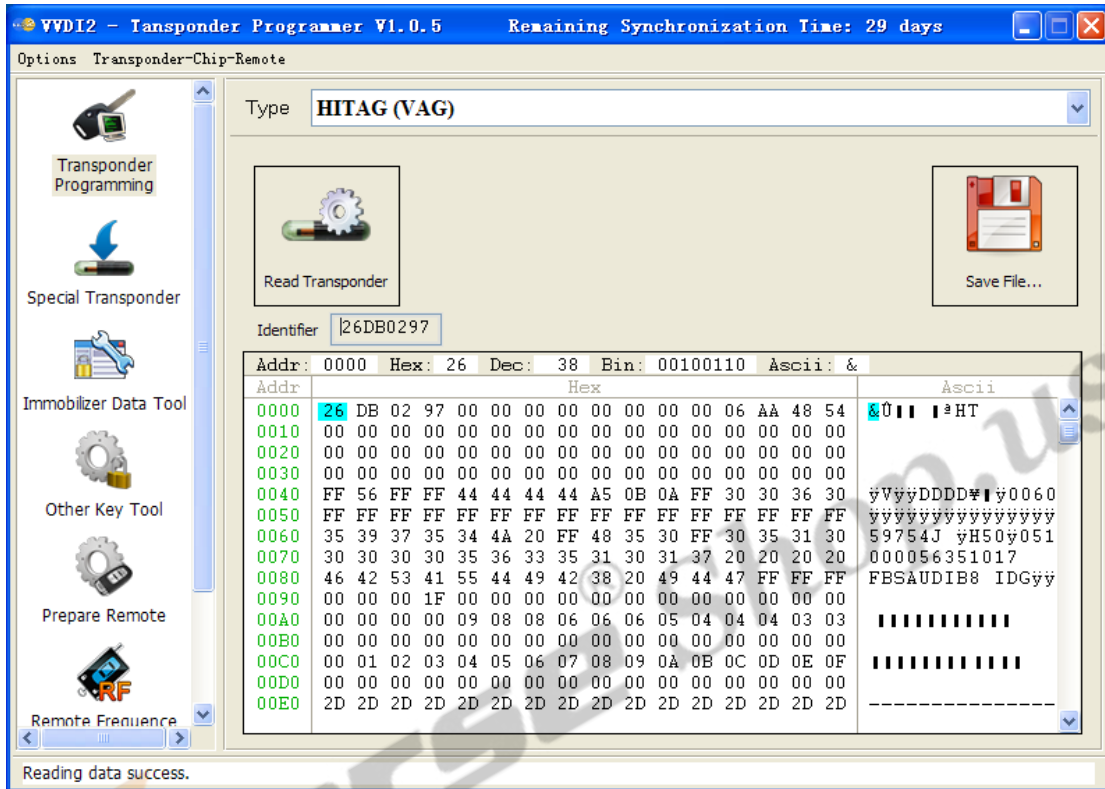 VVDI2 - Tansponder Programmer V1.0.5 Remaining Synchronization Time: 29 days
Options Transponder-Chip-Remote
Transponder
Programming
Special Transponder
Immobilizer Data Tool
Other Key Tool
Prepare Remote
RF
Remote Frequence
Type HITAG (VAG)
Read Transponder
Save File...
Identifier 26DB0297
Addr: 0000 Hex: 26 Dec: 38 Bin: 00100110 Ascii: &
Addr Hex Ascii
0000 26 DB 02 97 00 00 00 00 00 00 00 00 06 AA 48 54 &Û ªHT
0010 00 00 00 00 00 00 00 00 00 00 00 00 00 00 00 00
0020 00 00 00 00 00 00 00 00 00 00 00 00 00 00 00 00
0030 00 00 00 00 00 00 00 00 00 00 00 00 00 00 00 00
0040 FF 56 FF FF 44 44 44 44 A5 0B 0A FF 30 30 36 30 ÿVÿÿDDDD¥ ÿ0060
0050 FF FF FF FF FF FF FF FF FF FF FF FF FF FF FF FF ÿÿÿÿÿÿÿÿÿÿÿÿÿÿÿÿ
0060 35 39 37 35 34 4A 20 FF 48 35 30 FF 30 35 31 30 59754J ÿH50ÿ051
0070 30 30 30 30 35 36 33 35 31 30 31 37 20 20 20 20 000056351017
0080 46 42 53 41 55 44 49 42 38 20 49 44 47 FF FF FF FBSAUDIB8 IDGÿÿ
0090 00 00 00 1F 00 00 00 00 00 00 00 00 00 00 00 00
00A0 00 00 00 00 09 08 08 06 06 06 05 04 04 04 03 03
00B0 00 00 00 00 00 00 00 00 00 00 00 00 00 00 00 00
00C0 00 01 02 03 04 05 06 07 08 09 0A 0B 0C 0D 0E 0F
00D0 00 00 00 00 00 00 00 00 00 00 00 00 00 00 00 00
00E0 2D 2D 2D 2D 2D 2D 2D 2D 2D 2D 2D 2D 2D 2D 2D 2D ---------------
Reading data success.